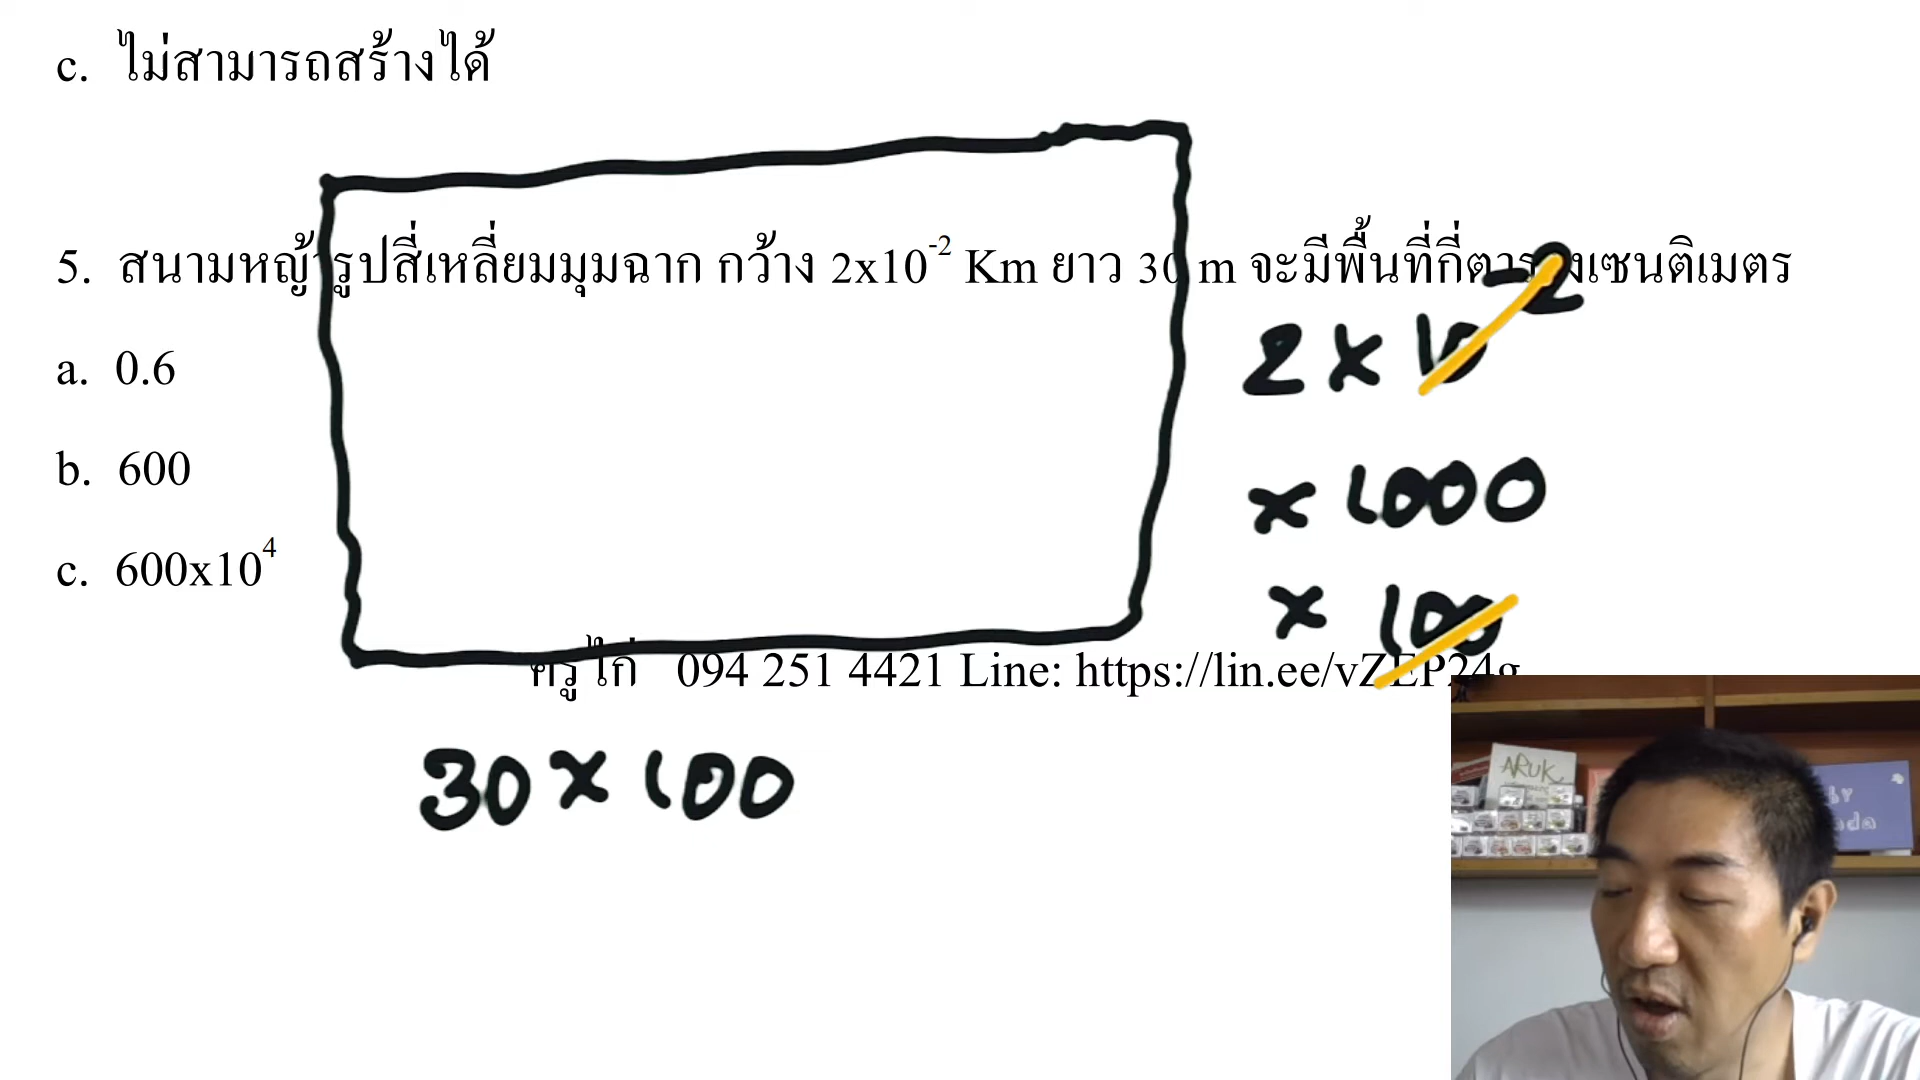 c. ไม่สามารถสร้างได้
5. สนามหญ้ารูปสี่เหลี่ยมมุมฉาก กว้าง 2x10⁻² Km ยาว 30 m จะมีพื้นที่กี่ตารางเซนติเมตร
2 x 10⁻²
a. 0.6
b. 600
x 1000
c. 600x10⁴
x 100
ครูไก่ 094 251 4421 Line: https://lin.ee/vZEP24g
30 x 100
ARUK